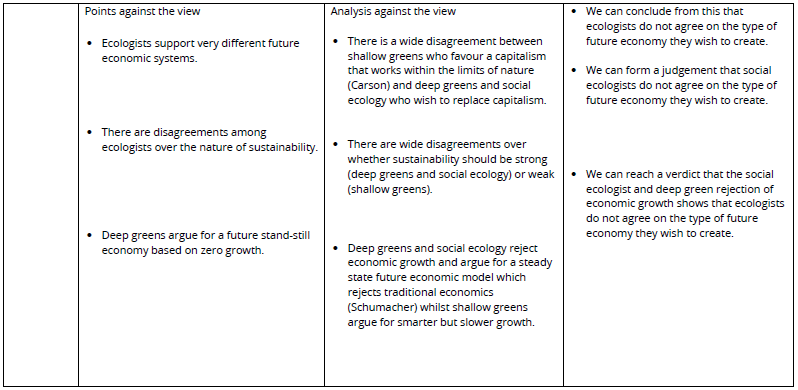 Points against the view
• Ecologists support very different future
economic systems.
• There are disagreements among
ecologists over the nature of sustainability.
• Deep greens argue for a future stand-still
economy based on zero growth.
Analysis against the view
• There is a wide disagreement between
shallow greens who favour a capitalism
that works within the limits of nature
(Carson) and deep greens and social
ecology who wish to replace capitalism.
• There are wide disagreements over
whether sustainability should be strong
(deep greens and social ecology) or weak
(shallow greens).
• Deep greens and social ecology reject
economic growth and argue for a steady
state future economic model which
rejects traditional economics
(Schumacher) whilst shallow greens
argue for smarter but slower growth.
• We can conclude from this that
ecologists do not agree on the type of
future economy they wish to create.
• We can form a judgement that social
ecologists do not agree on the type of
future economy they wish to create.
• We can reach a verdict that the social
ecologist and deep green rejection of
economic growth shows that ecologists
do not agree on the type of future
economy they wish to create.